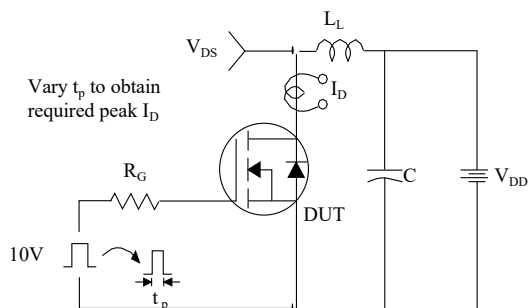 L_L
V_DS
Vary t_p to obtain
required peak I_D
I_D
R_G
DUT
C
V_DD
10V
t_p